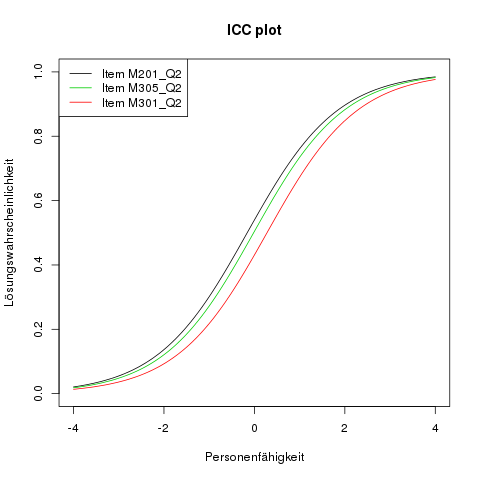 ICC plot
Item M201_Q2
Item M305_Q2
Item M301_Q2
Lösungswahrscheinlichkeit
1.0
0.8
0.6
0.4
0.2
0.0
-4 -2 0 2 4
Personenfähigkeit